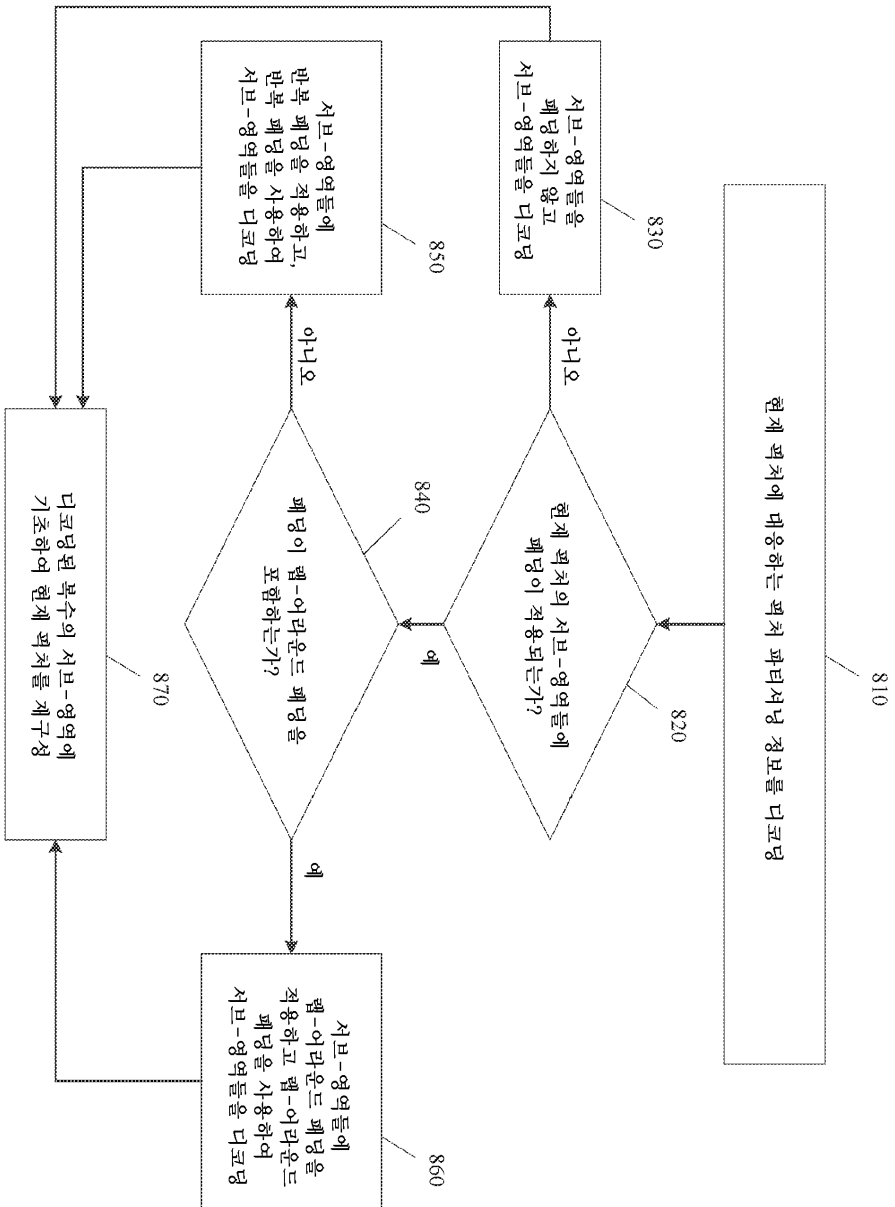 810
현재 픽처에 대응하는 픽처 파티셔닝 정보를 디코딩
820
현재 픽처의 서브-영역들에
패딩이 적용되는가?
아니오
예
830
서브-영역들을
패딩하지 않고
서브-영역들을 디코딩
840
패딩이 랩-어라운드 패딩을
포함하는가?
아니오
예
850
서브-영역들에
반복 패딩을 적용하고,
반복 패딩을 사용하여
서브-영역들을 디코딩
860
서브-영역들에
랩-어라운드 패딩을
적용하고 랩-어라운드
패딩을 사용하여
서브-영역들을 디코딩
870
디코딩된 복수의 서브-영역에
기초하여 현재 픽처를 재구성